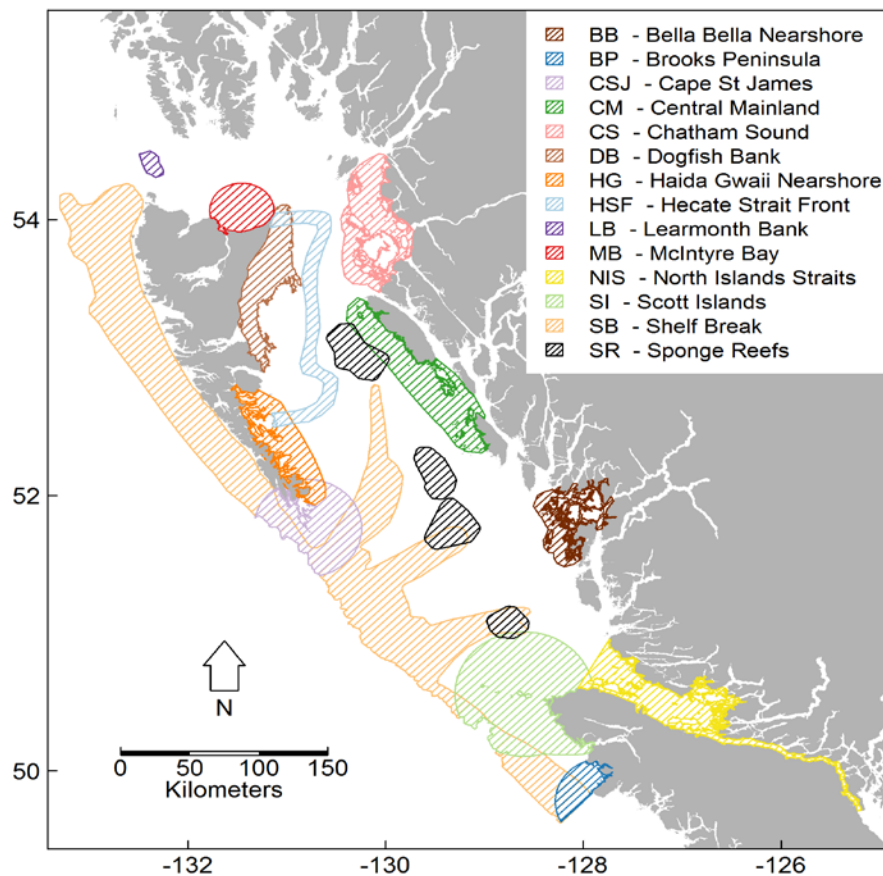 BB - Bella Bella Nearshore
BP - Brooks Peninsula
CSJ - Cape St James
CM - Central Mainland
CS - Chatham Sound
DB - Dogfish Bank
HG - Haida Gwaii Nearshore
HSF - Hecate Strait Front
LB - Learmonth Bank
MB - McIntyre Bay
NIS - North Islands Straits
SI - Scott Islands
SB - Shelf Break
SR - Sponge Reefs
54
52
50
N
0 50 100 150
Kilometers
-132 -130 -128 -126